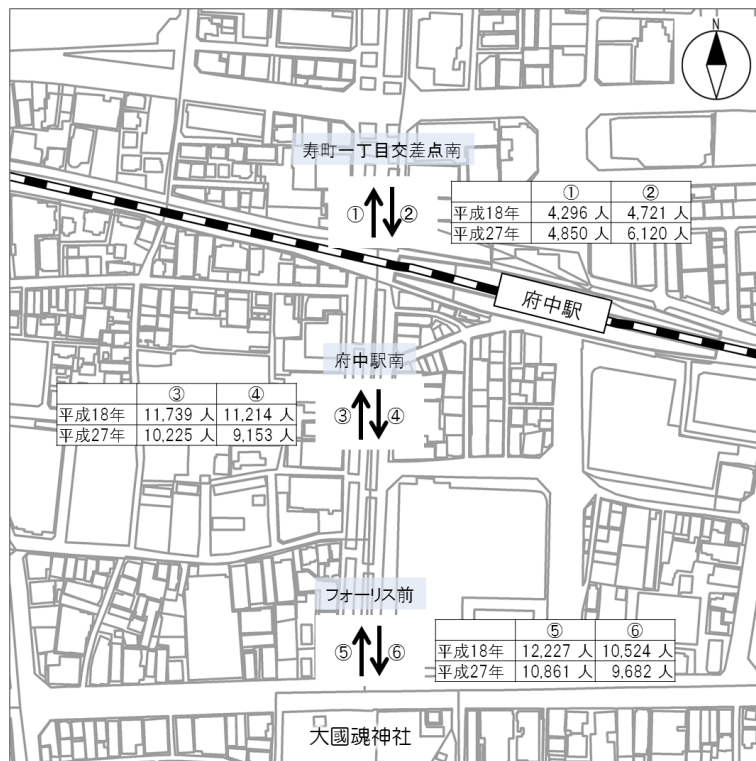 N
寿町一丁目交差点南
① ②
① ②
平成18年 4,296 人 4,721 人
平成27年 4,850 人 6,120 人
府中駅
府中駅南
③ ④
平成18年 11,739 人 11,214 人
平成27年 10,225 人 9,153 人
③ ④
フォーリス前
⑤ ⑥
⑤ ⑥
平成18年 12,227 人 10,524 人
平成27年 10,861 人 9,682 人
大國魂神社